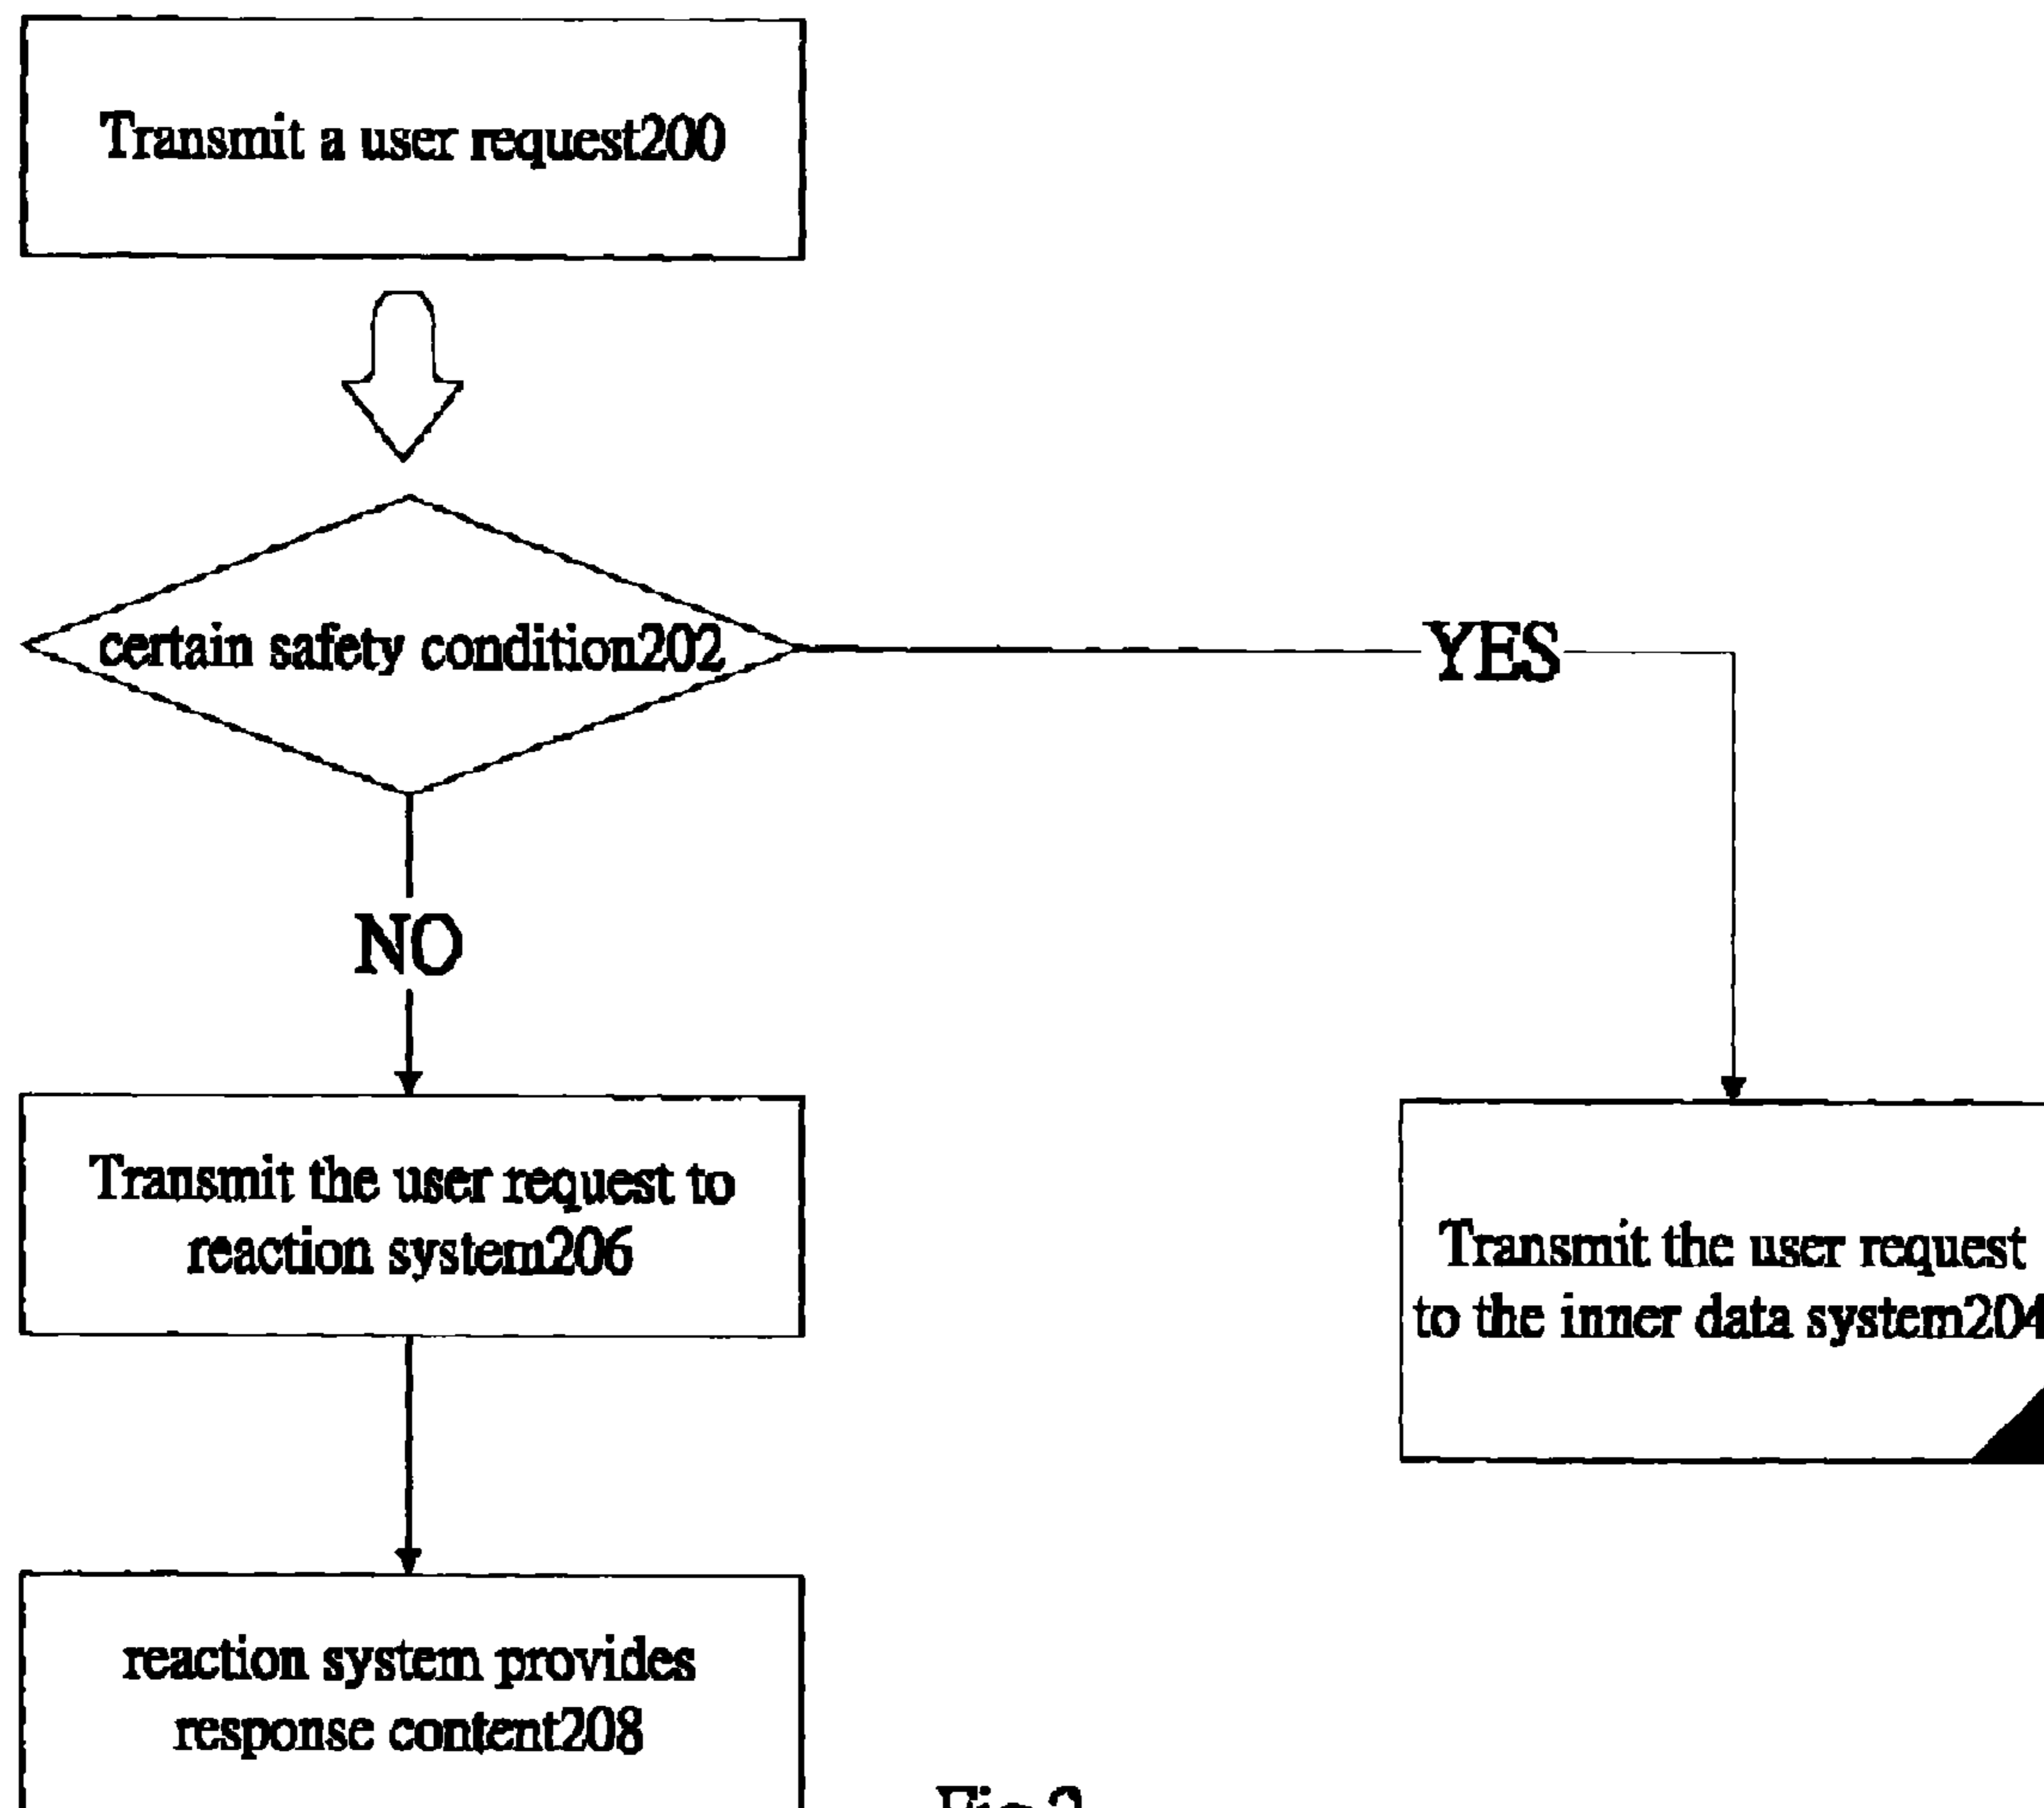 Transmit a user request200
certain safety condition202
YES
NO
Transmit the user request to
reaction system206
Transmit the user request
to the inner data system204
reaction system provides
response content208